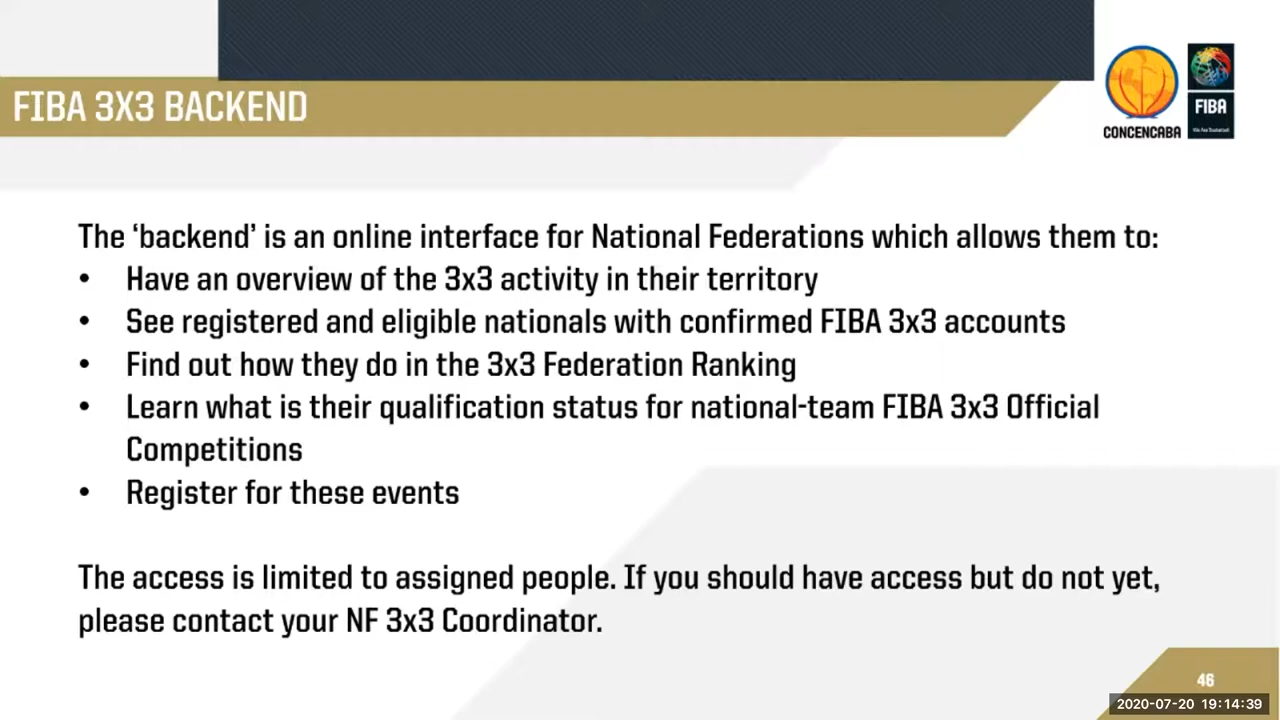 FIBA 3X3 BACKEND
CONCENCABA
FIBA
We Are Basketball
The ‘backend’ is an online interface for National Federations which allows them to:
• Have an overview of the 3x3 activity in their territory
• See registered and eligible nationals with confirmed FIBA 3x3 accounts
• Find out how they do in the 3x3 Federation Ranking
• Learn what is their qualification status for national-team FIBA 3x3 Official
Competitions
• Register for these events
The access is limited to assigned people. If you should have access but do not yet,
please contact your NF 3x3 Coordinator.
46
2020-07-20 19:14:39